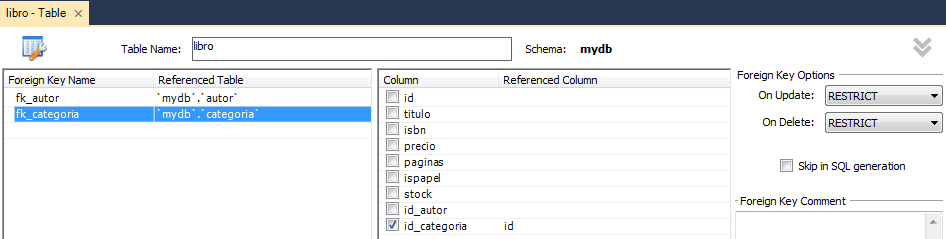 libro - Table ×
Table Name: libro Schema: mydb
Foreign Key Name Referenced Table
fk_autor `mydb`.`autor`
fk_categoria `mydb`.`categoria`
Column Referenced Column
id
titulo
isbn
precio
paginas
ispapel
stock
id_autor
id_categoria id
Foreign Key Options
On Update: RESTRICT
On Delete: RESTRICT
Skip in SQL generation
Foreign Key Comment